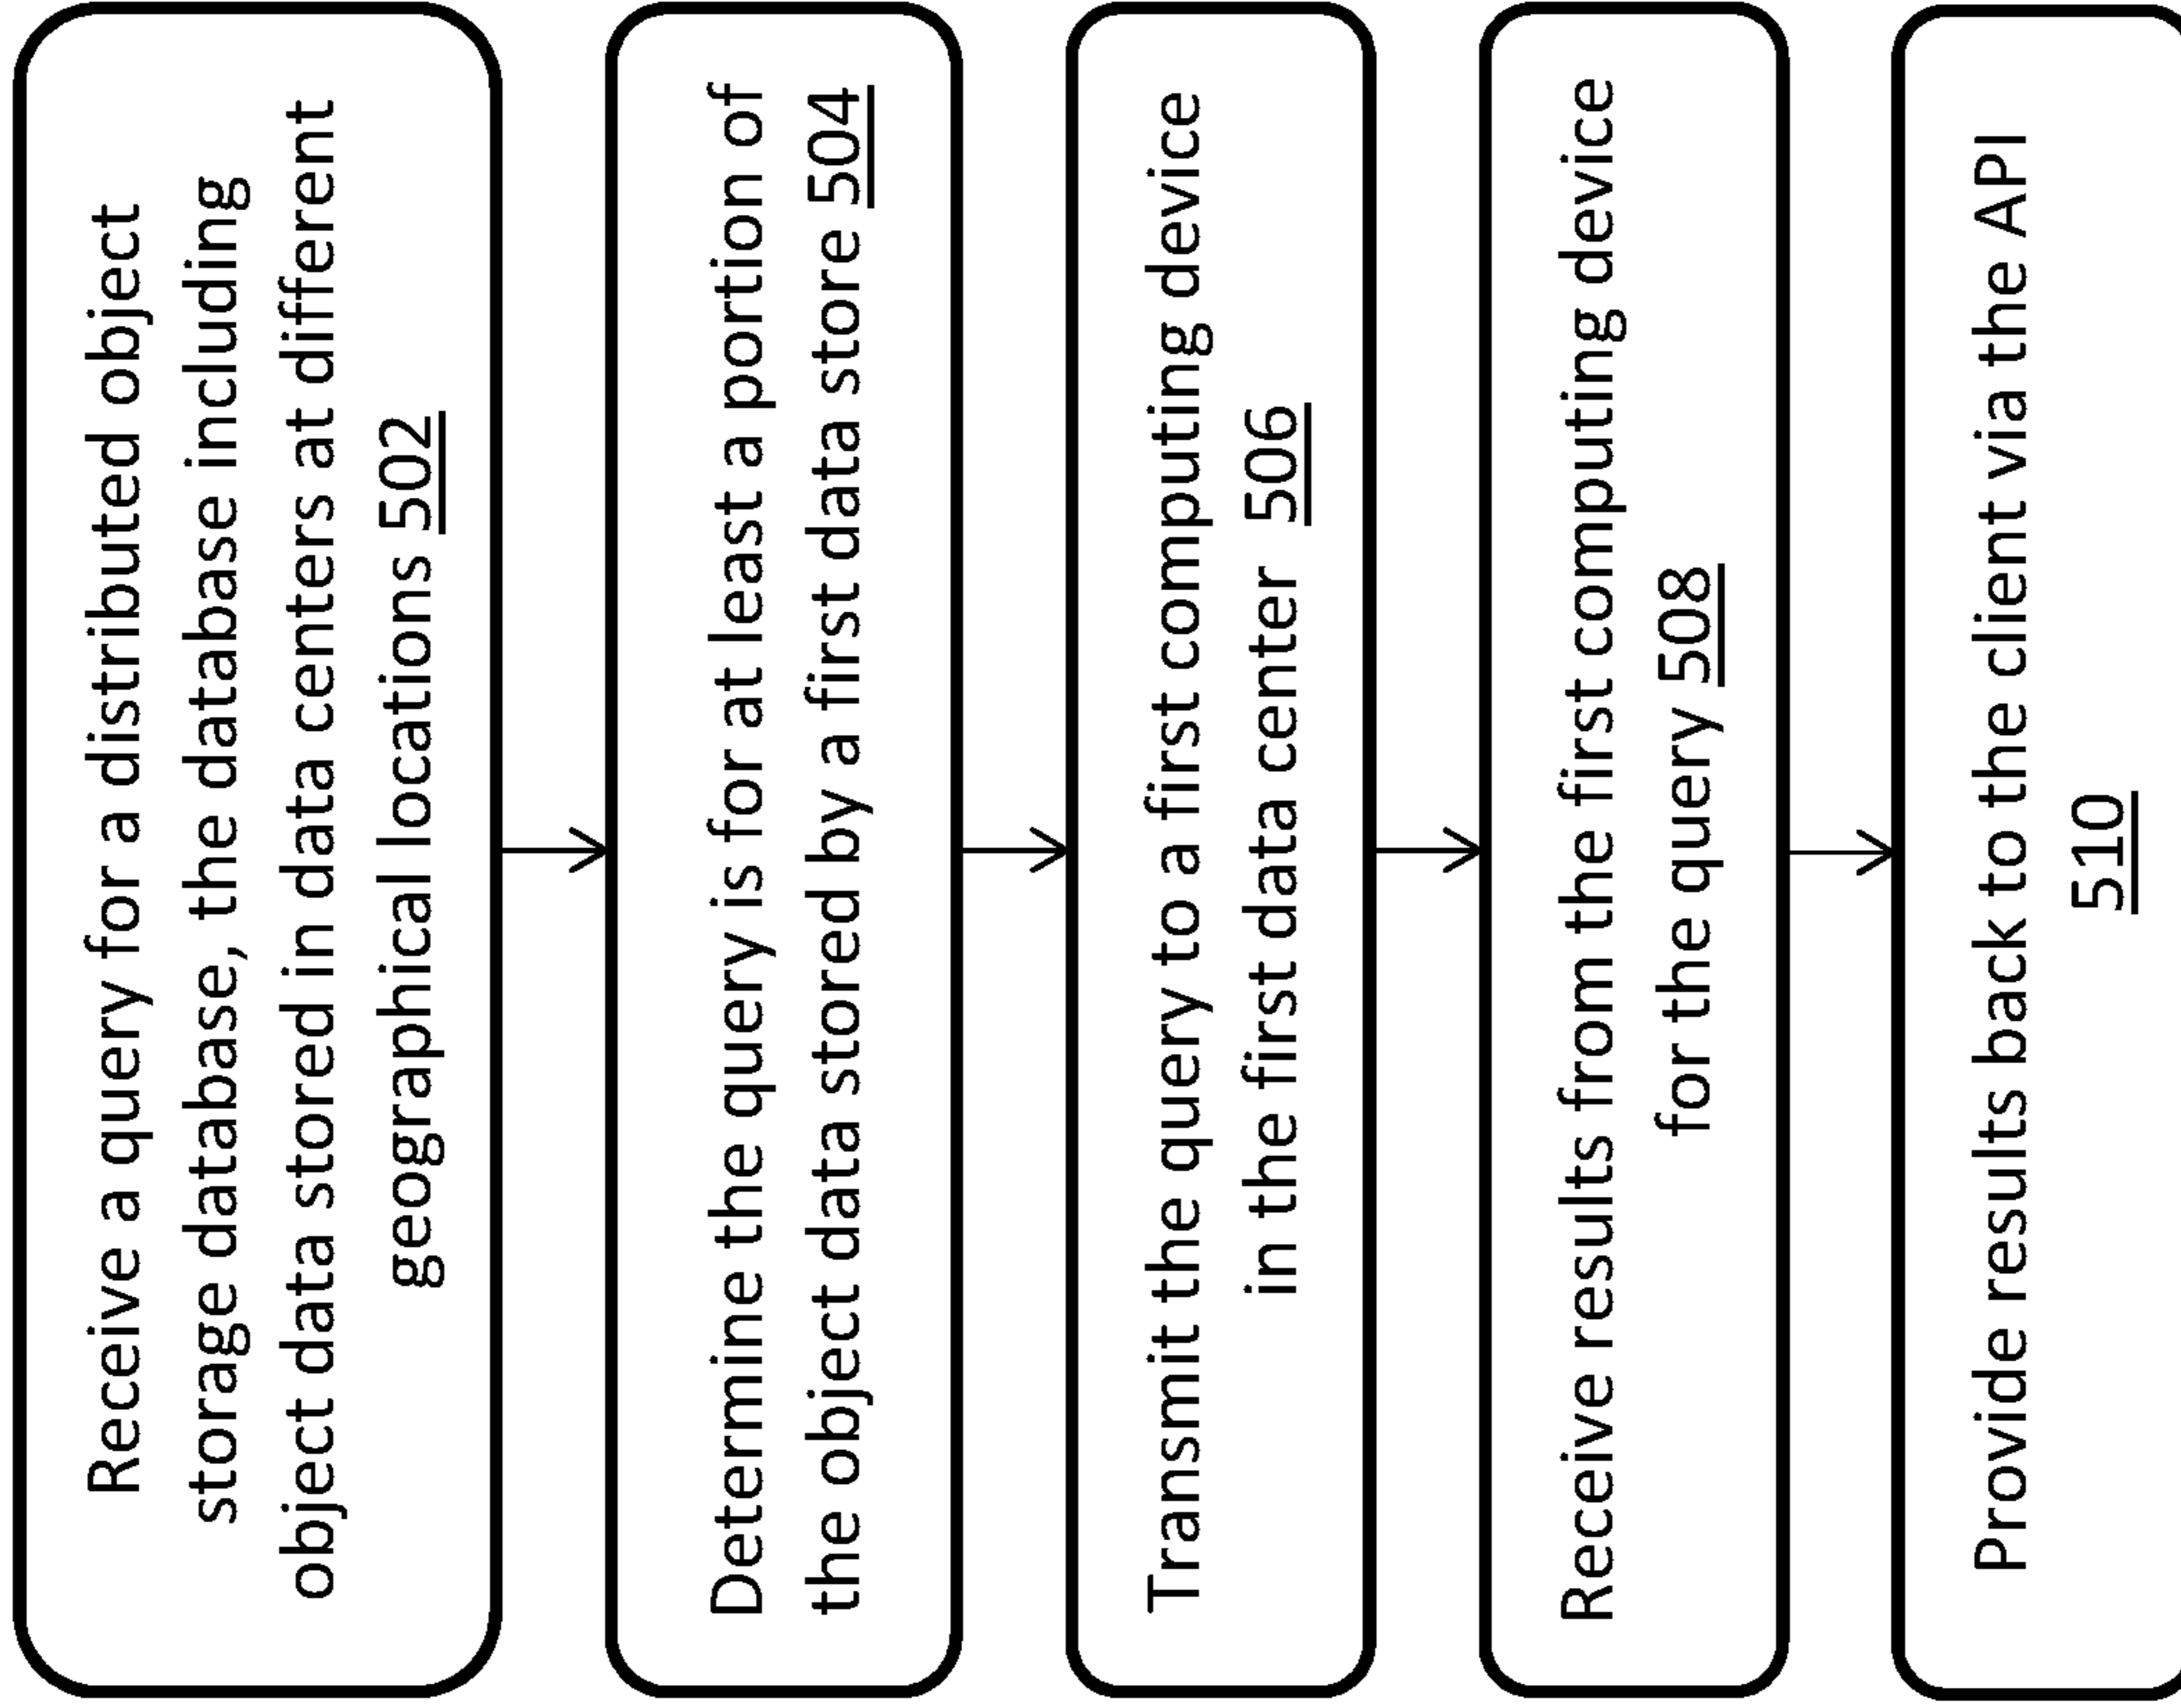 Receive a query for a distributed object
storage database, the database including
object data stored in data centers at different
geographical locations 502
Determine the query is for at least a portion of
the object data stored by a first data store 504
Transmit the query to a first computing device
in the first data center 506
Receive results from the first computing device
for the query 508
Provide results back to the client via the API
510